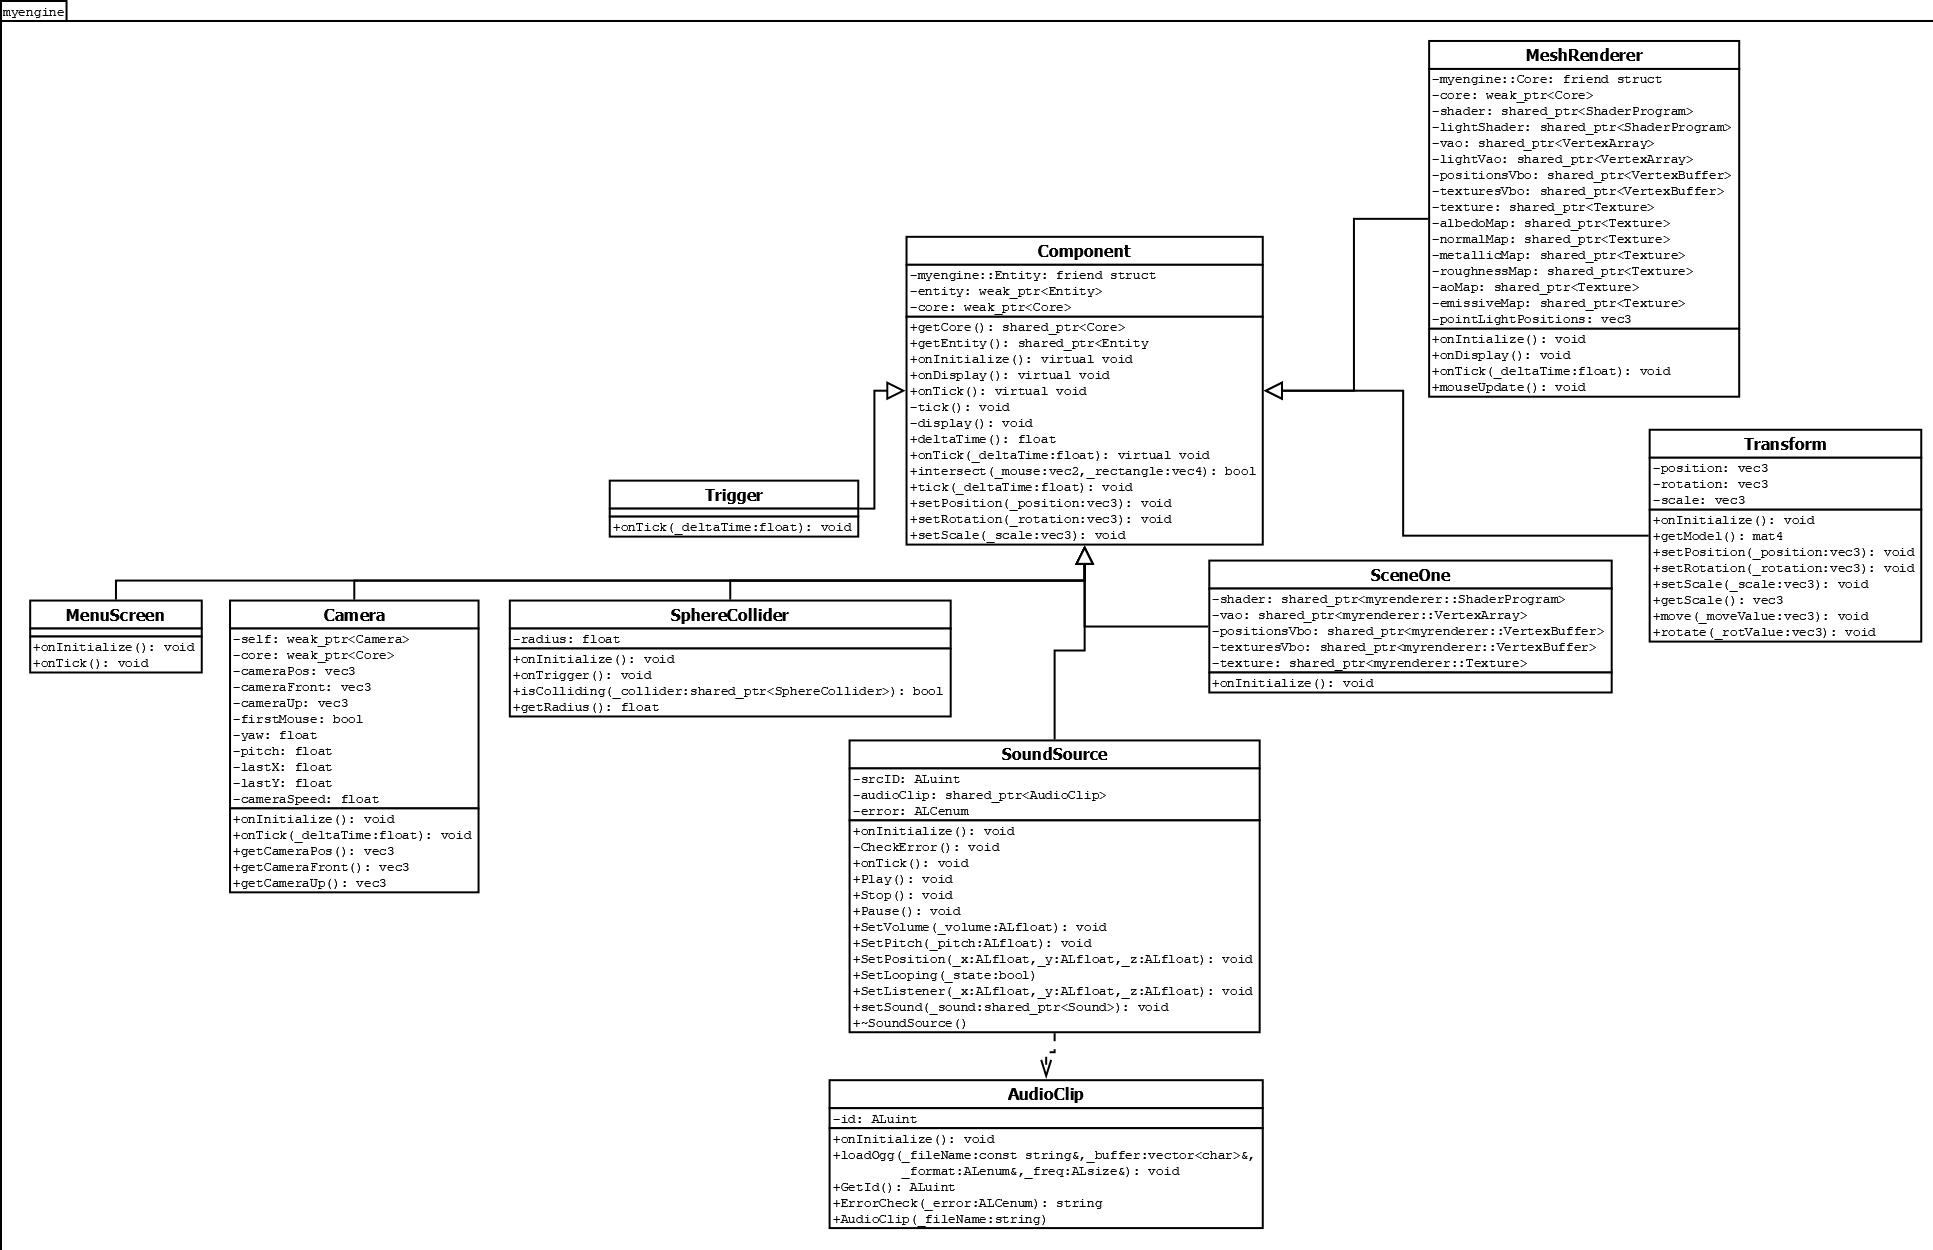 myengine
MeshRenderer
-myengine::Core: friend struct
-core: weak_ptr<Core>
-shader: shared_ptr<ShaderProgram>
-lightShader: shared_ptr<ShaderProgram>
-vao: shared_ptr<VertexArray>
-lightVao: shared_ptr<VertexArray>
-positionsVbo: shared_ptr<VertexBuffer>
-texturesVbo: shared_ptr<VertexBuffer>
-texture: shared_ptr<Texture>
-albedoMap: shared_ptr<Texture>
-normalMap: shared_ptr<Texture>
-metallicMap: shared_ptr<Texture>
-roughnessMap: shared_ptr<Texture>
-aoMap: shared_ptr<Texture>
-emissiveMap: shared_ptr<Texture>
-pointLightPositions: vec3
+onIntialize(): void
+onDisplay(): void
+onTick(_deltaTime:float): void
+mouseUpdate(): void
Component
-myengine::Entity: friend struct
-entity: weak_ptr<Entity>
-core: weak_ptr<Core>
+getCore(): shared_ptr<Core>
+getEntity(): shared_ptr<Entity
+onInitialize(): virtual void
+onDisplay(): virtual void
+onTick(): virtual void
-tick(): void
-display(): void
+deltaTime(): float
+onTick(_deltaTime:float): virtual void
+intersect(_mouse:vec2,_rectangle:vec4): bool
+tick(_deltaTime:float): void
+setPosition(_position:vec3): void
+setRotation(_rotation:vec3): void
+setScale(_scale:vec3): void
Transform
-position: vec3
-rotation: vec3
-scale: vec3
+onInitialize(): void
+getModel(): mat4
+setPosition(_position:vec3): void
+setRotation(_rotation:vec3): void
+setScale(_scale:vec3): void
+getScale(): vec3
+move(_moveValue:vec3): void
+rotate(_rotValue:vec3): void
Trigger
+onTick(_deltaTime:float): void
MenuScreen
+onInitialize(): void
+onTick(): void
Camera
-self: weak_ptr<Camera>
-core: weak_ptr<Core>
-cameraPos: vec3
-cameraFront: vec3
-cameraUp: vec3
-firstMouse: bool
-yaw: float
-pitch: float
-lastX: float
-lastY: float
-cameraSpeed: float
+onInitialize(): void
+onTick(_deltaTime:float): void
+getCameraPos(): vec3
+getCameraFront(): vec3
+getCameraUp(): vec3
SphereCollider
-radius: float
+onInitialize(): void
+onTrigger(): void
+isColliding(_collider:shared_ptr<SphereCollider>): bool
+getRadius(): float
SceneOne
-shader: shared_ptr<myrenderer::ShaderProgram>
-vao: shared_ptr<myrenderer::VertexArray>
-positionsVbo: shared_ptr<myrenderer::VertexBuffer>
-texturesVbo: shared_ptr<myrenderer::VertexBuffer>
-texture: shared_ptr<myrenderer::Texture>
+onInitialize(): void
SoundSource
-srcID: ALuint
-audioClip: shared_ptr<AudioClip>
-error: ALCenum
+onInitialize(): void
-CheckError(): void
+onTick(): void
+Play(): void
+Stop(): void
+Pause(): void
+SetVolume(_volume:ALfloat): void
+SetPitch(_pitch:ALfloat): void
+SetPosition(_x:ALfloat,_y:ALfloat,_z:ALfloat): void
+SetLooping(_state:bool)
+SetListener(_x:ALfloat,_y:ALfloat,_z:ALfloat): void
+setSound(_sound:shared_ptr<Sound>): void
+~SoundSource()
AudioClip
-id: ALuint
+onInitialize(): void
+loadOgg(_fileName:const string&,_buffer:vector<char>&,
_format:ALenum&,_freq:ALsize&): void
+GetId(): ALuint
+ErrorCheck(_error:ALCenum): string
+AudioClip(_fileName:string)